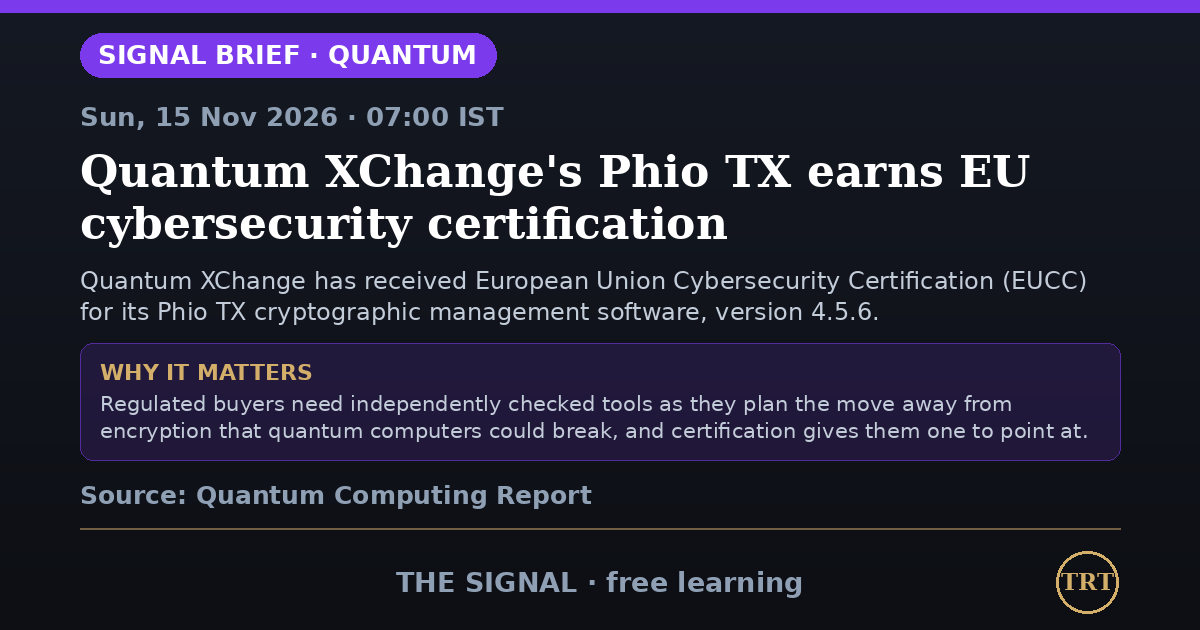 SIGNAL BRIEF · QUANTUM
Sun, 15 Nov 2026 · 07:00 IST
Quantum XChange's Phio TX earns EU
cybersecurity certification
Quantum XChange has received European Union Cybersecurity Certification (EUCC)
for its Phio TX cryptographic management software, version 4.5.6.
WHY IT MATTERS
Regulated buyers need independently checked tools as they plan the move away from
encryption that quantum computers could break, and certification gives them one to point at.
Source: Quantum Computing Report
THE SIGNAL · free learning
TRT